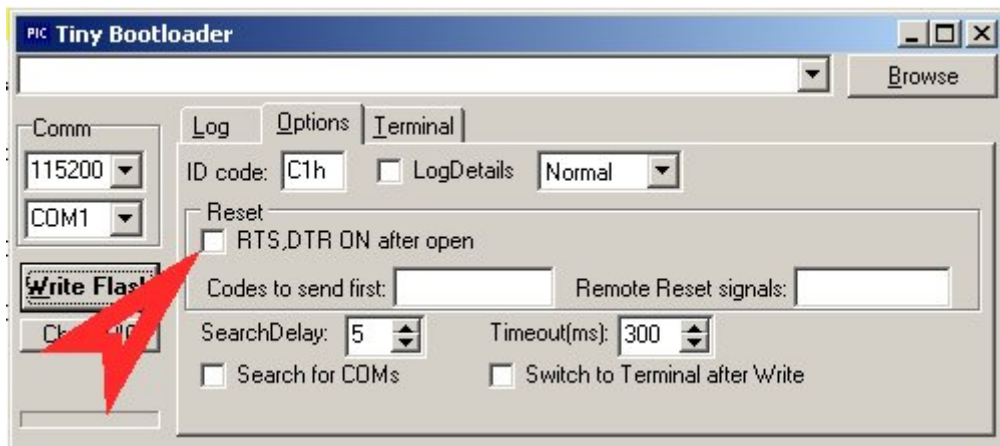 PIC Tiny Bootloader
Browse
Comm
115200
COM1
Write Flash
Log Options Terminal
ID code: C1h LogDetails Normal
Reset
RTS,DTR ON after open
Codes to send first: Remote Reset signals:
SearchDelay: 5 Timeout(ms): 300
Search for COMs Switch to Terminal after Write